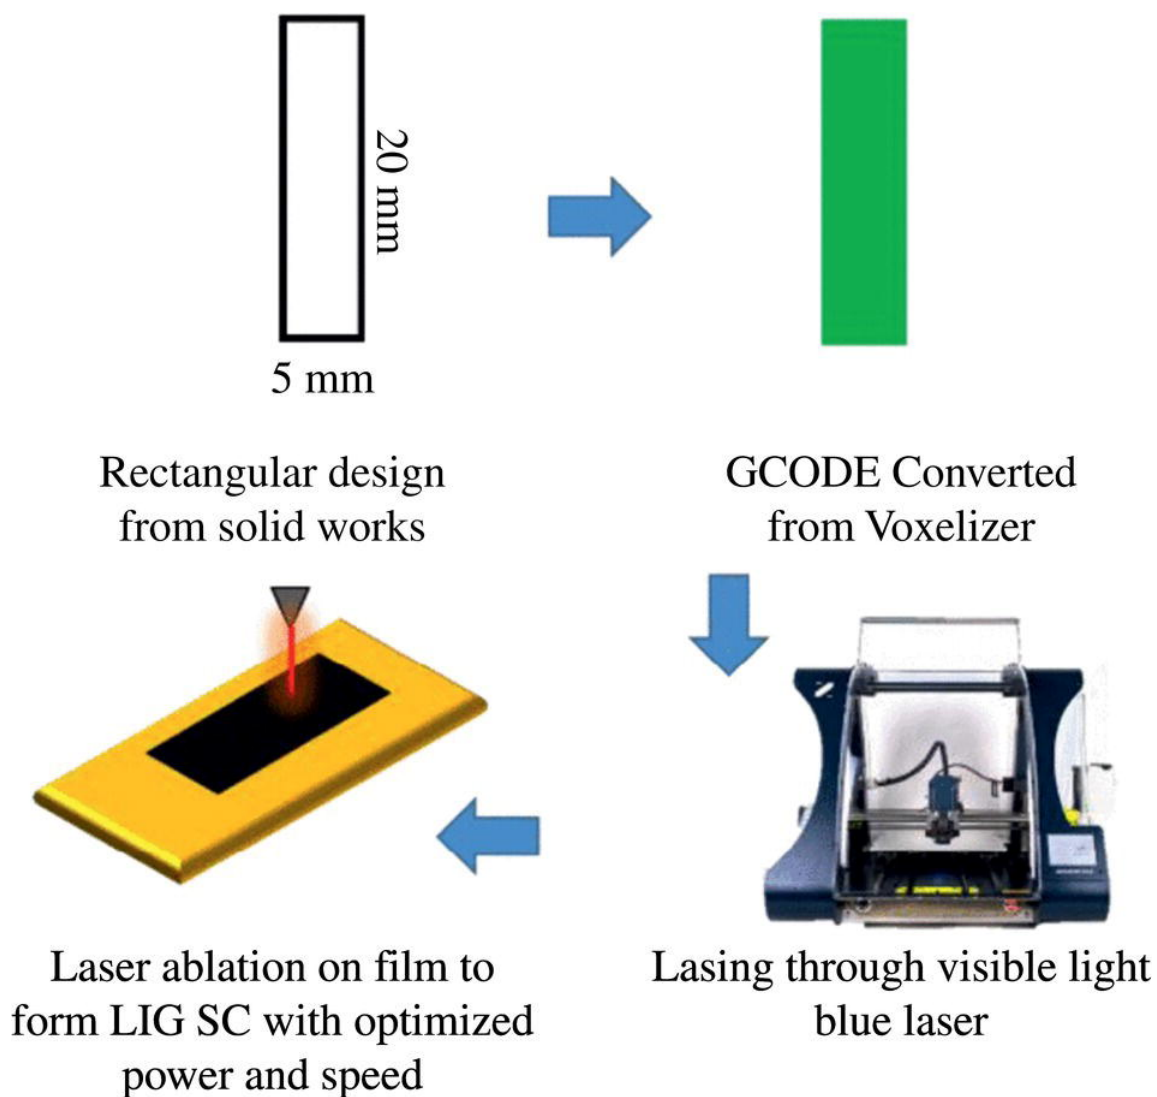 20 mm
5 mm
Rectangular design
from solid works
GCODE Converted
from Voxelizer
Lasing through visible light
blue laser
Laser ablation on film to
form LIG SC with optimized
power and speed